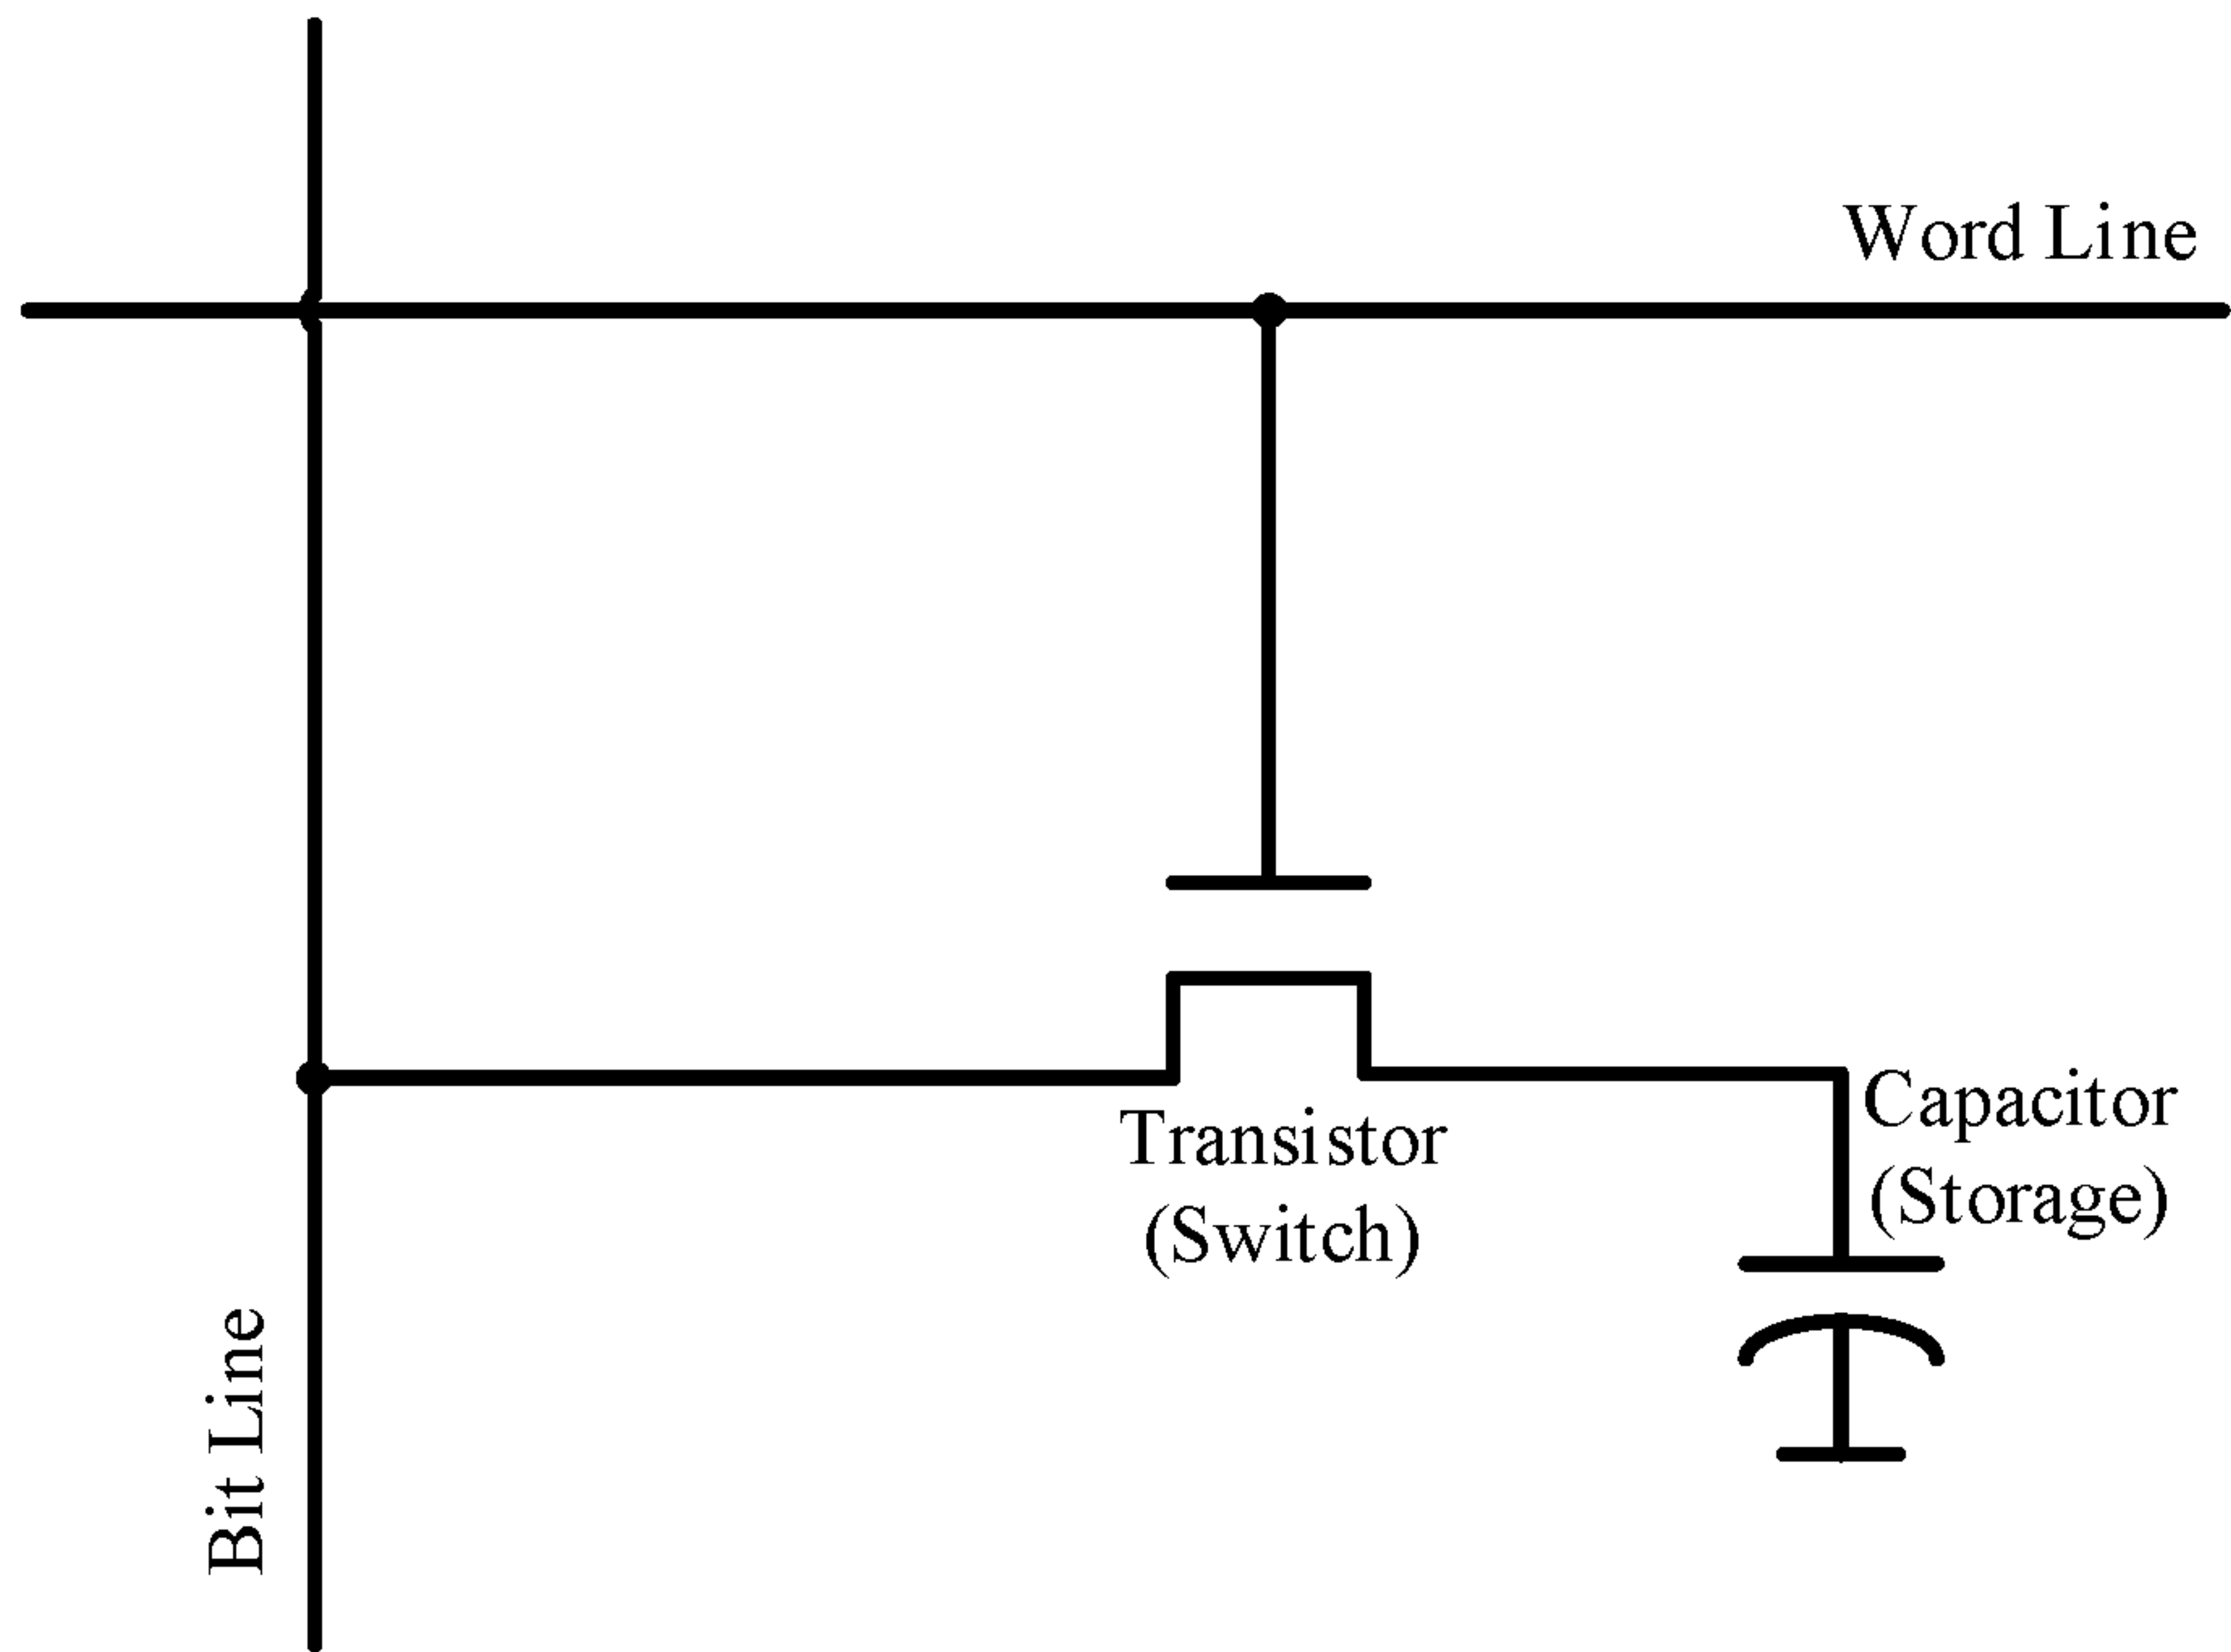 Word Line
Capacitor
(Storage)
Transistor
(Switch)
Bit Line